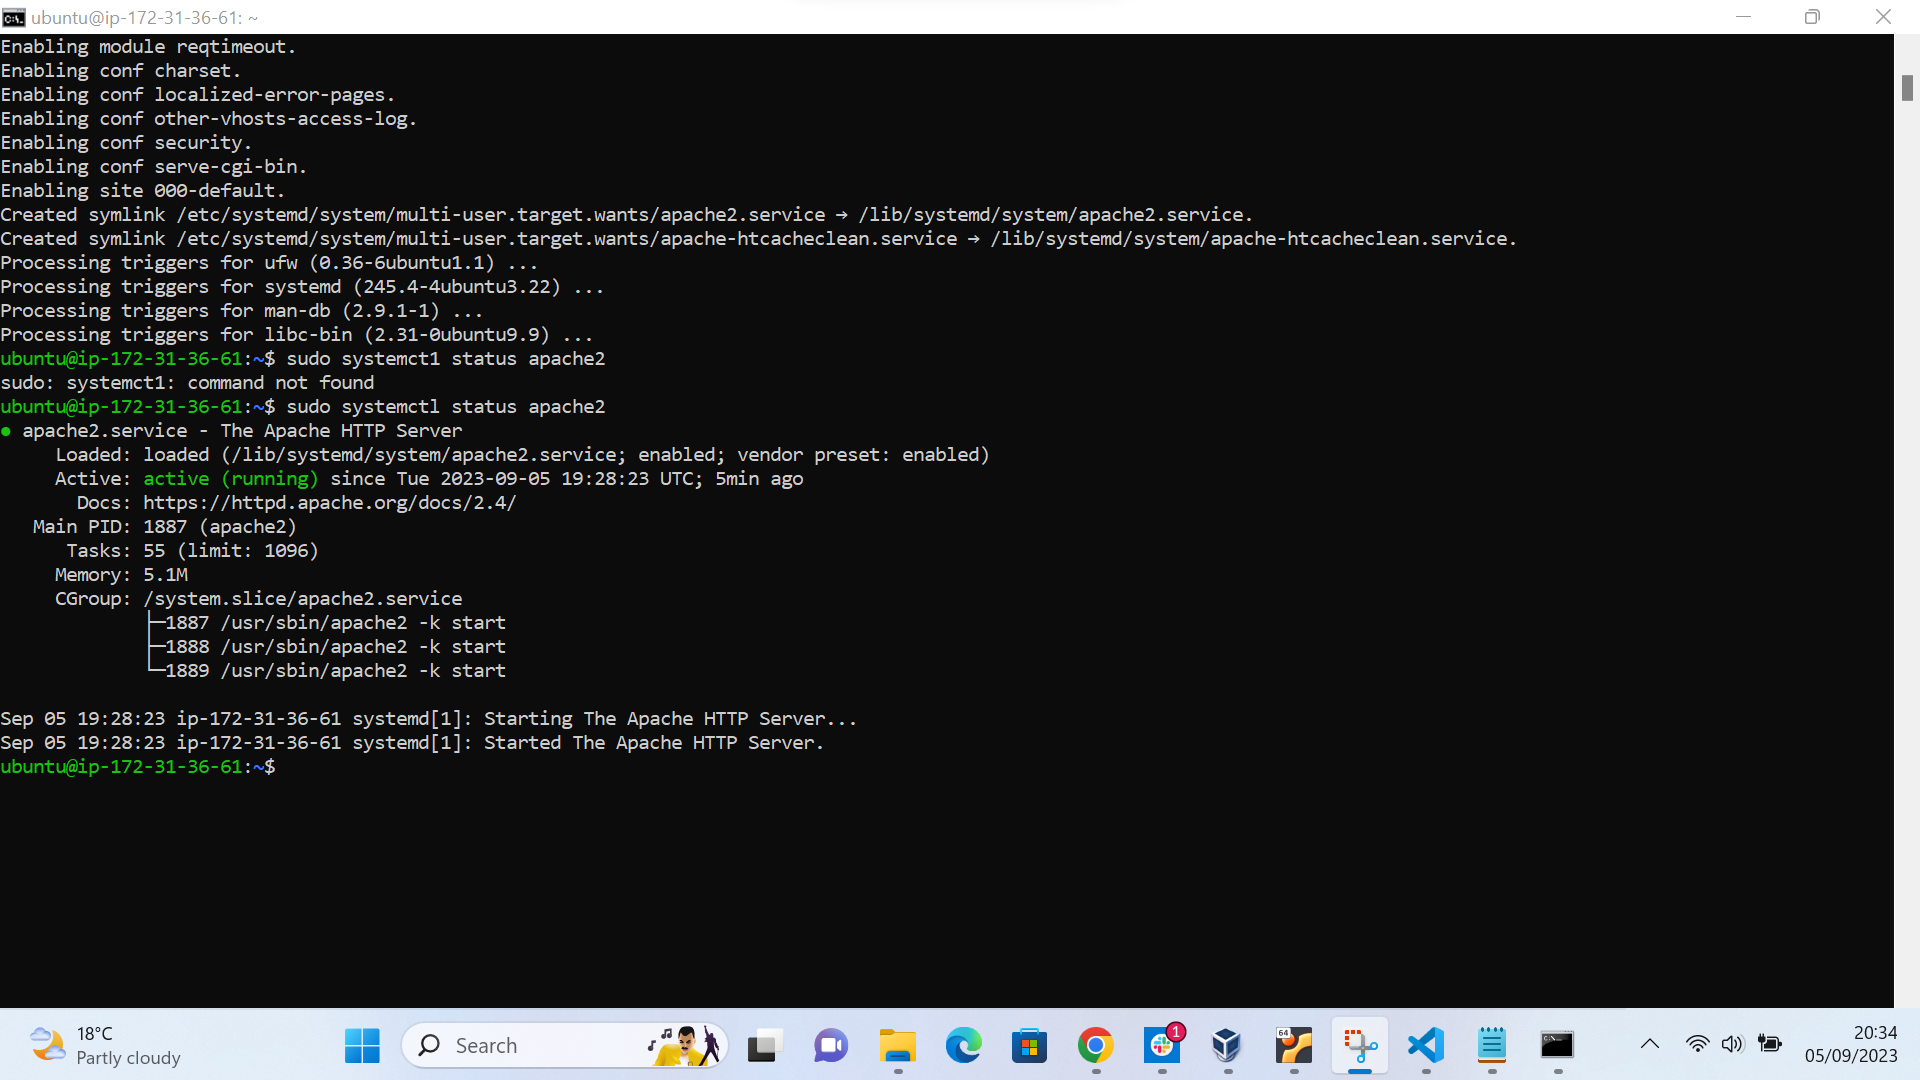 ubuntu@ip-172-31-36-61: ~
Enabling module reqtimeout.
Enabling conf charset.
Enabling conf localized-error-pages.
Enabling conf other-vhosts-access-log.
Enabling conf security.
Enabling conf serve-cgi-bin.
Enabling site 000-default.
Created symlink /etc/systemd/system/multi-user.target.wants/apache2.service → /lib/systemd/system/apache2.service.
Created symlink /etc/systemd/system/multi-user.target.wants/apache-htcacheclean.service → /lib/systemd/system/apache-htcacheclean.service.
Processing triggers for ufw (0.36-6ubuntu1.1) ...
Processing triggers for systemd (245.4-4ubuntu3.22) ...
Processing triggers for man-db (2.9.1-1) ...
Processing triggers for libc-bin (2.31-0ubuntu9.9) ...
ubuntu@ip-172-31-36-61:~$ sudo systemct1 status apache2
sudo: systemct1: command not found
ubuntu@ip-172-31-36-61:~$ sudo systemctl status apache2
● apache2.service - The Apache HTTP Server
Loaded: loaded (/lib/systemd/system/apache2.service; enabled; vendor preset: enabled)
Active: active (running) since Tue 2023-09-05 19:28:23 UTC; 5min ago
Docs: https://httpd.apache.org/docs/2.4/
Main PID: 1887 (apache2)
Tasks: 55 (limit: 1096)
Memory: 5.1M
CGroup: /system.slice/apache2.service
├─1887 /usr/sbin/apache2 -k start
├─1888 /usr/sbin/apache2 -k start
└─1889 /usr/sbin/apache2 -k start
Sep 05 19:28:23 ip-172-31-36-61 systemd[1]: Starting The Apache HTTP Server...
Sep 05 19:28:23 ip-172-31-36-61 systemd[1]: Started The Apache HTTP Server.
ubuntu@ip-172-31-36-61:~$
18°C
Partly cloudy
Search
1
64
20:34
05/09/2023